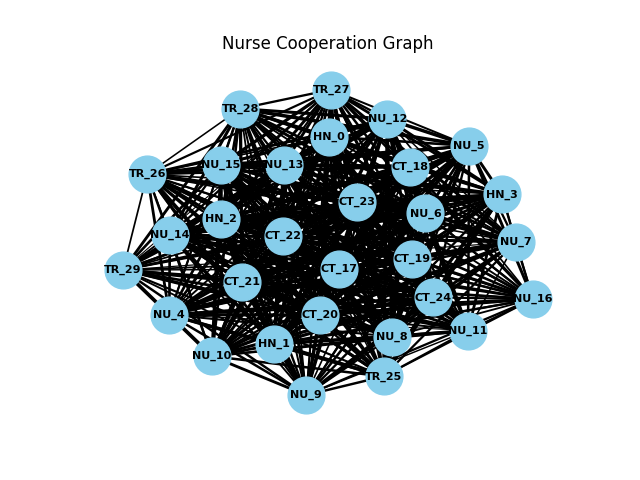 Nurse Cooperation Graph
TR_27
TR_28
NU_12
HN_0
NU_5
NU_15
NU_13
CT_18
TR_26
HN_3
CT_23
NU_6
HN_2
NU_14
CT_22
NU_7
CT_19
TR_29
CT_17
CT_21
CT_24
NU_16
NU_4
CT_20
NU_11
NU_8
HN_1
NU_10
TR_25
NU_9